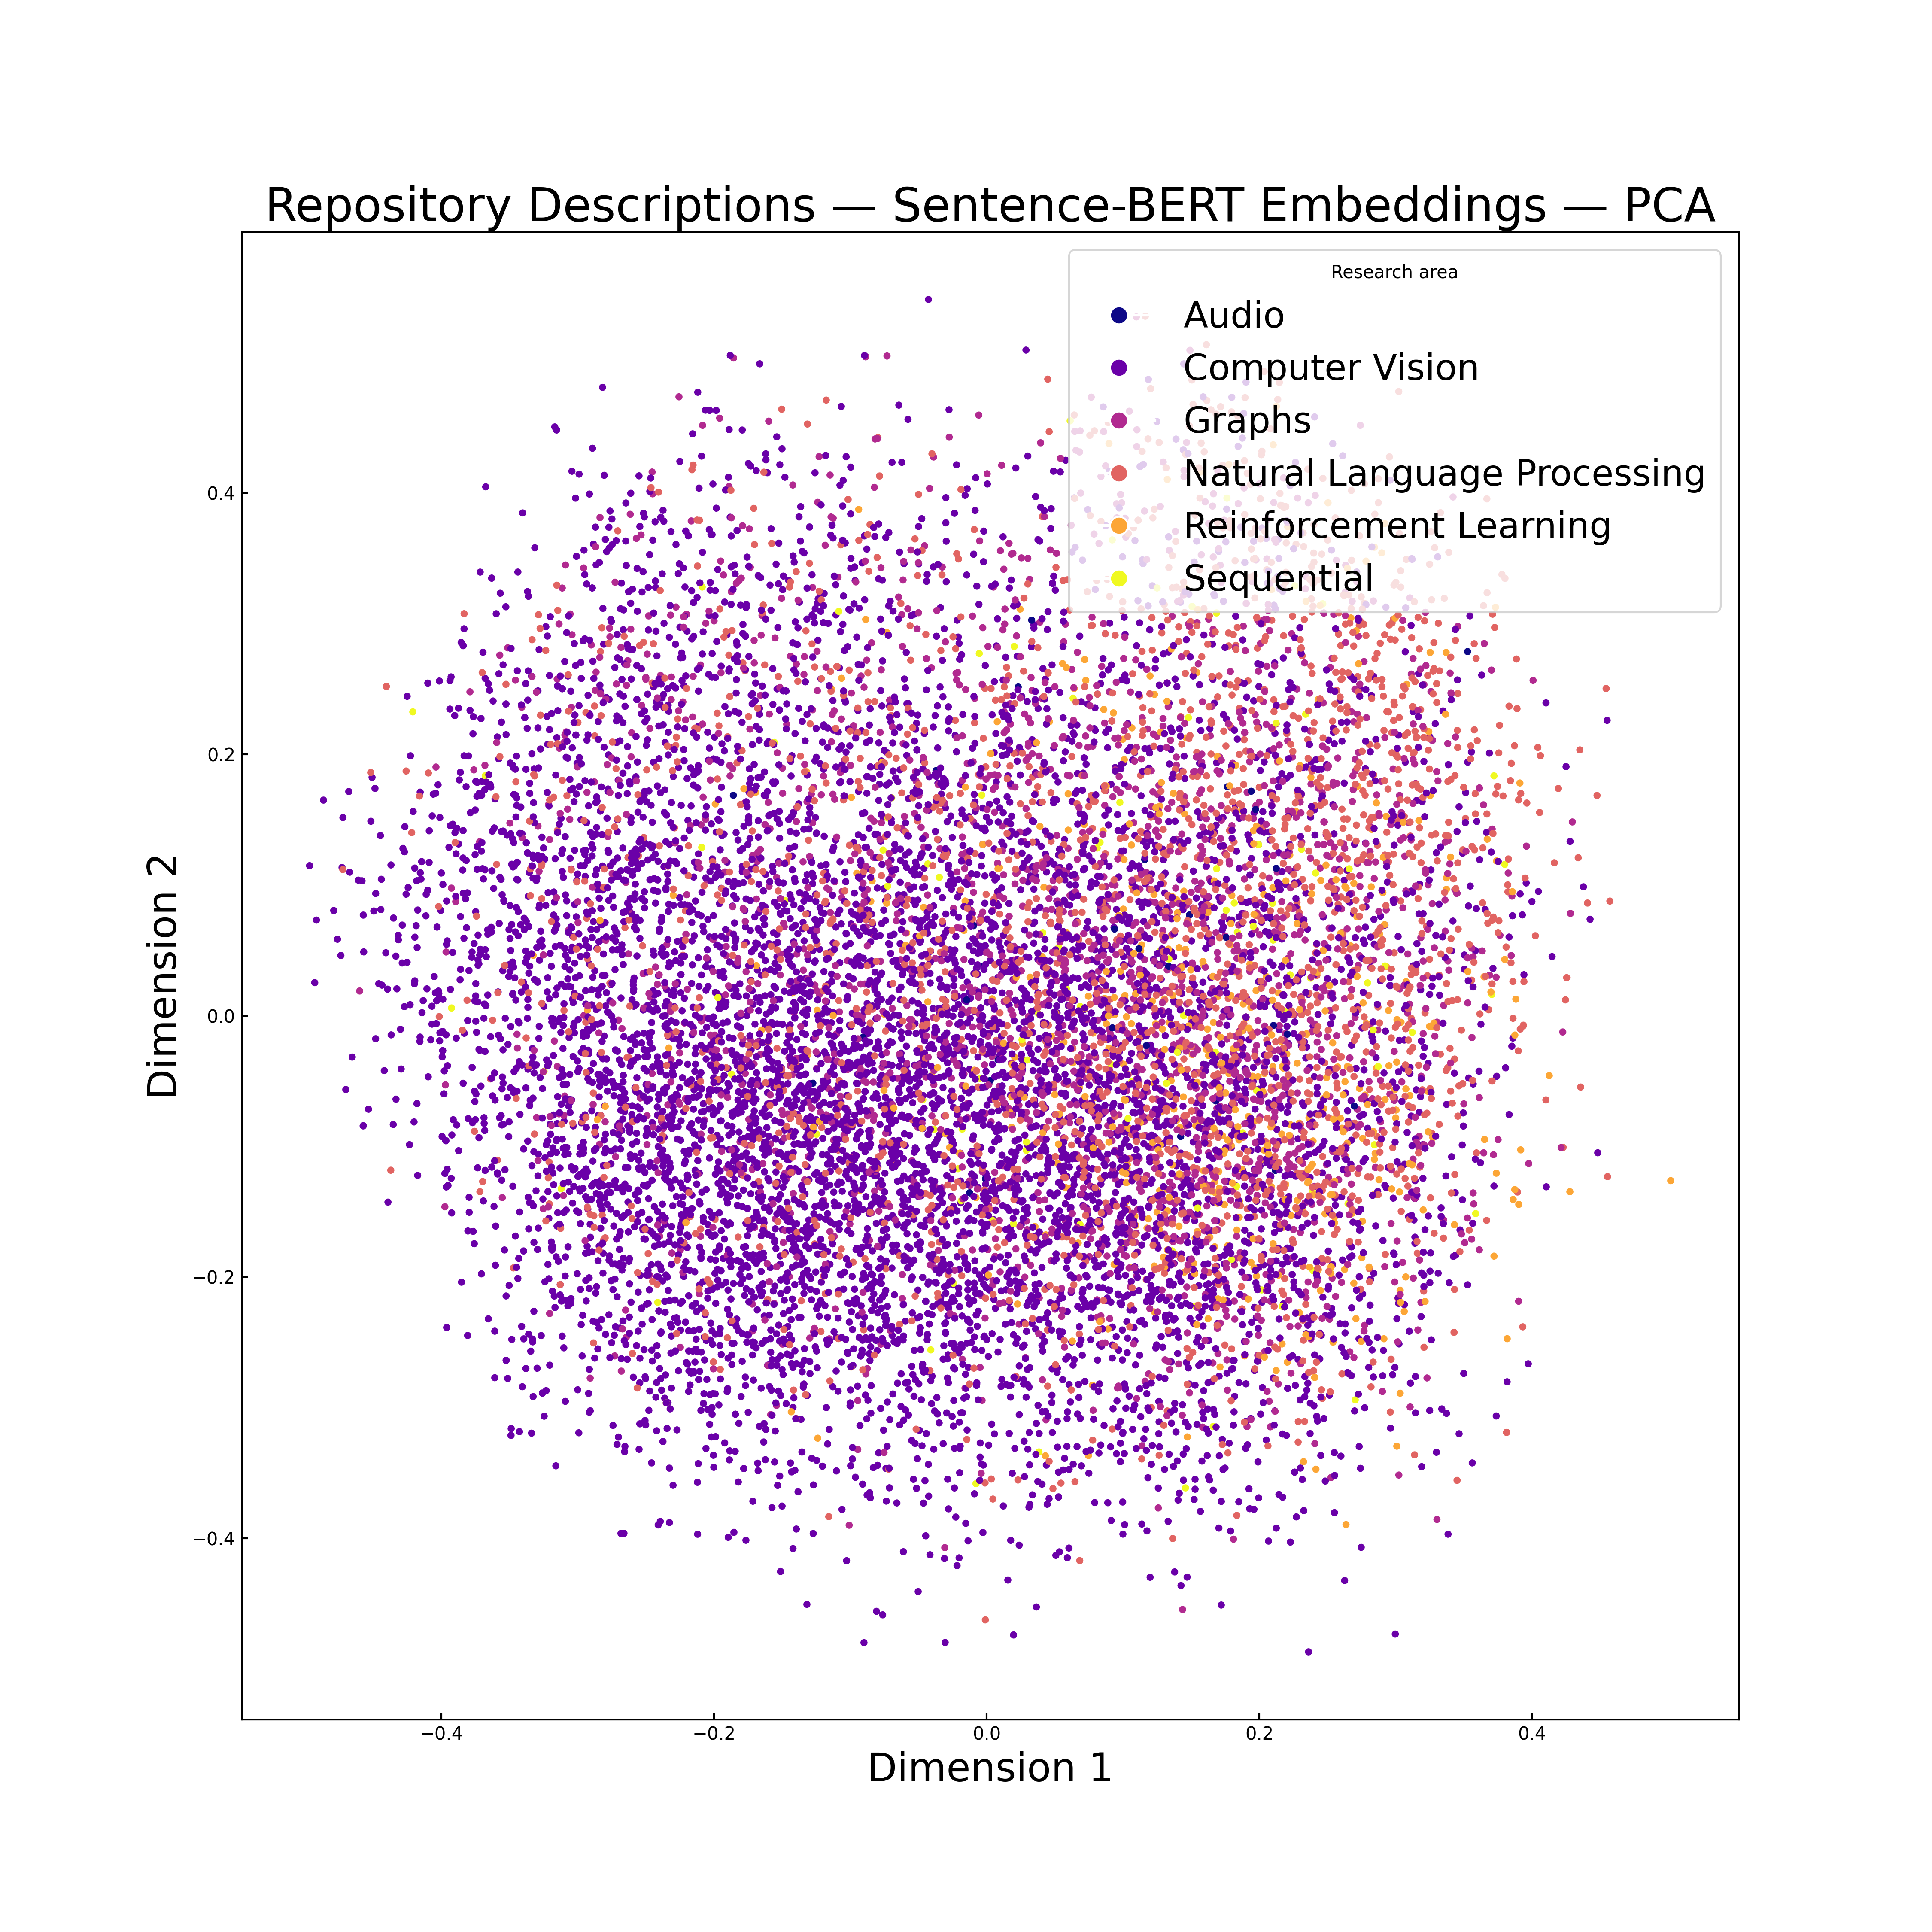 Repository Descriptions — Sentence-BERT Embeddings — PCA
Research area
Audio
Computer Vision
Graphs
Natural Language Processing
Reinforcement Learning
Sequential
Dimension 2
0.4
0.2
0.0
−0.2
−0.4
−0.4
−0.2
0.0
0.2
0.4
Dimension 1